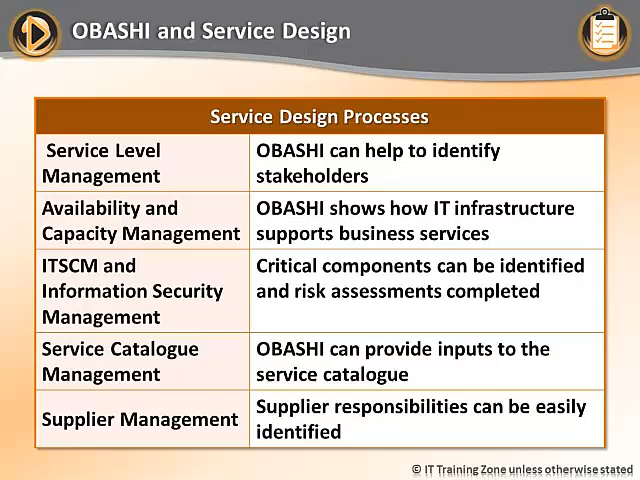 OBASHI and Service Design
Service Design Processes
Service Level
Management
OBASHI can help to identify
stakeholders
Availability and
Capacity Management
OBASHI shows how IT infrastructure
supports business services
ITSCM and
Information Security
Management
Critical components can be identified
and risk assessments completed
Service Catalogue
Management
OBASHI can provide inputs to the
service catalogue
Supplier Management
Supplier responsibilities can be easily
identified
© IT Training Zone unless otherwise stated